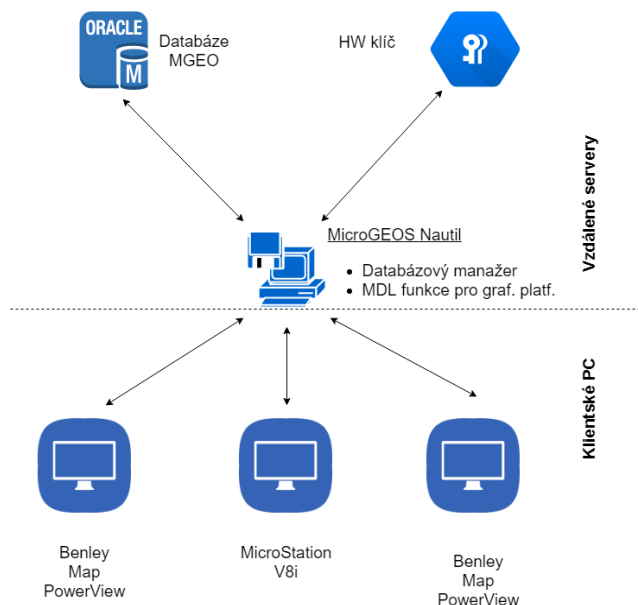 ORACLE
M
Databáze
MGEO
HW klíč
Vzdálené servery
MicroGEOS Nautil
Databázový manažer
MDL funkce pro graf. platf.
Klientské PC
Benley
Map
PowerView
MicroStation
V8i
Benley
Map
PowerView